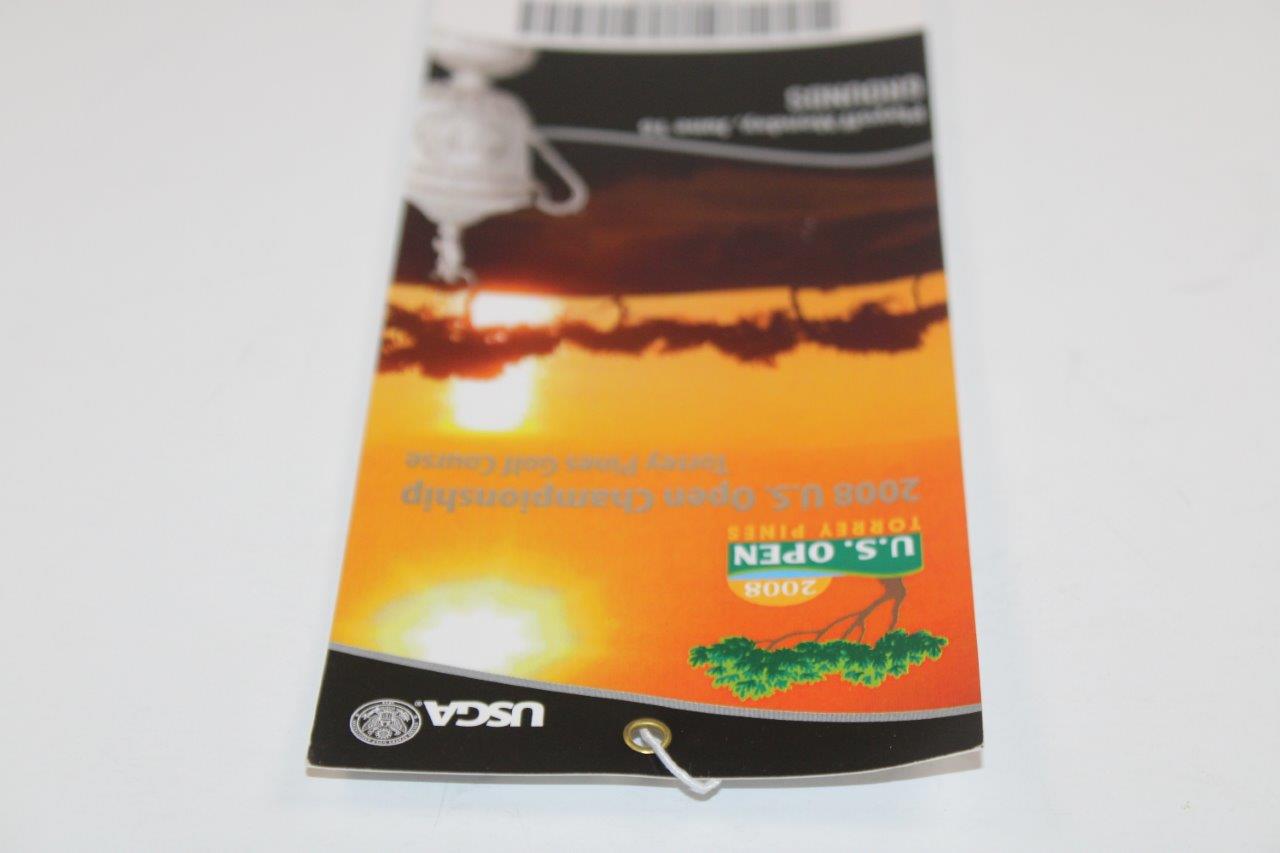 USGA®
2008
U.S. OPEN
TORREY PINES
2008 U.S. Open Championship
Torrey Pines Golf Course
Playoff Monday, June 16
GROUNDS